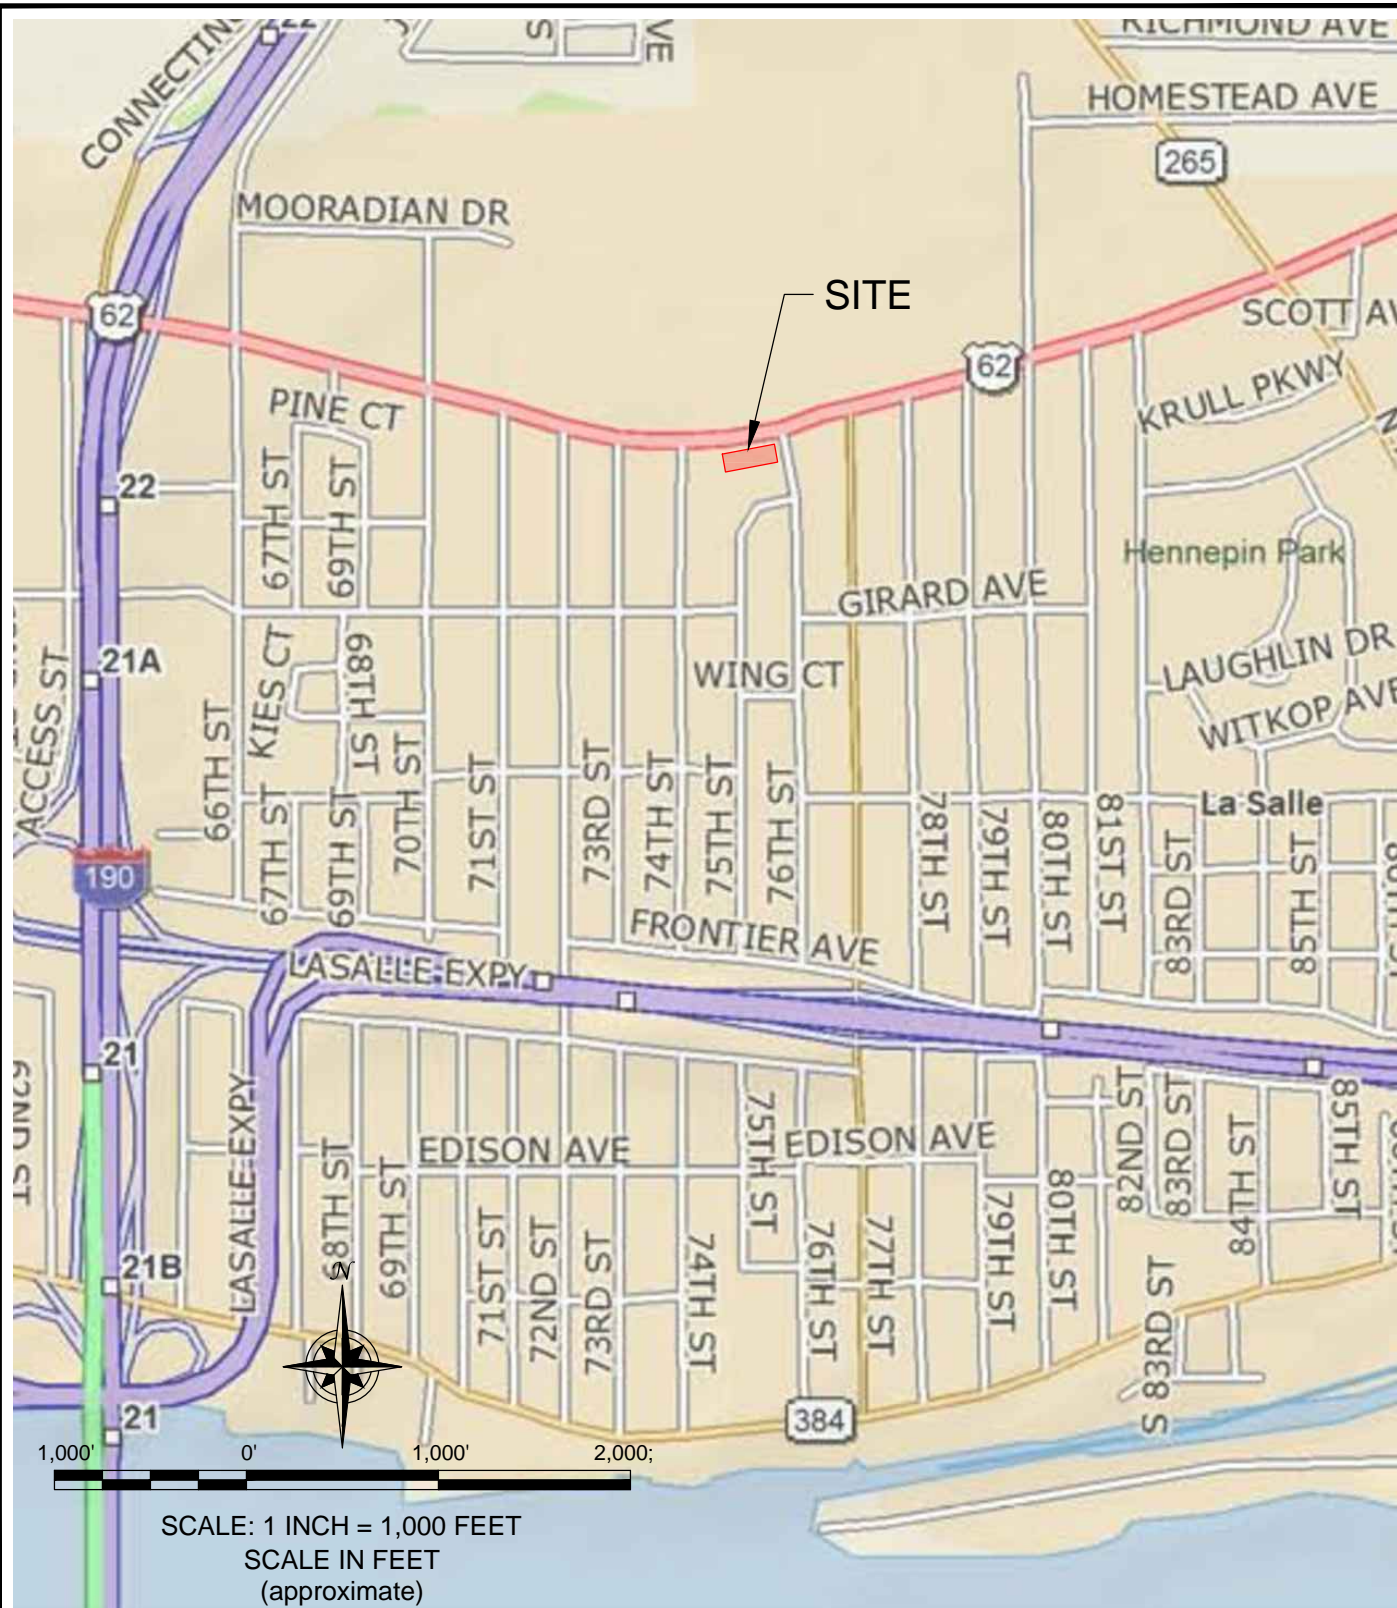 22
CONNECTING
S
VE
RICHMOND AVE
HOMESTEAD AVE
265
MOORADIAN DR
SITE
62
SCOTT AV
62
KRULL PKWY
PINE CT
N
22
67TH ST
69TH ST
Hennepin Park
GIRARD AVE
21A
ACCESS ST
KIES CT
68TH ST
WING CT
LAUGHLIN DR
WITKOP AVE
66TH ST
67TH ST
69TH ST
70TH ST
71ST ST
73RD ST
74TH ST
75TH ST
76TH ST
78TH ST
79TH ST
80TH ST
81ST ST
La Salle
83RD ST
85TH ST
190
FRONTIER AVE
LASALLE EXPY
21
62ND ST
LASALLE EXPY
75TH ST
82ND ST
83RD ST
84TH ST
85TH ST
EDISON AVE
EDISON AVE
68TH ST
69TH ST
71ST ST
72ND ST
73RD ST
74TH ST
76TH ST
77TH ST
79TH ST
80TH ST
S 83RD ST
21B
N
384
21
1,000' 0' 1,000' 2,000;
SCALE: 1 INCH = 1,000 FEET
SCALE IN FEET
(approximate)